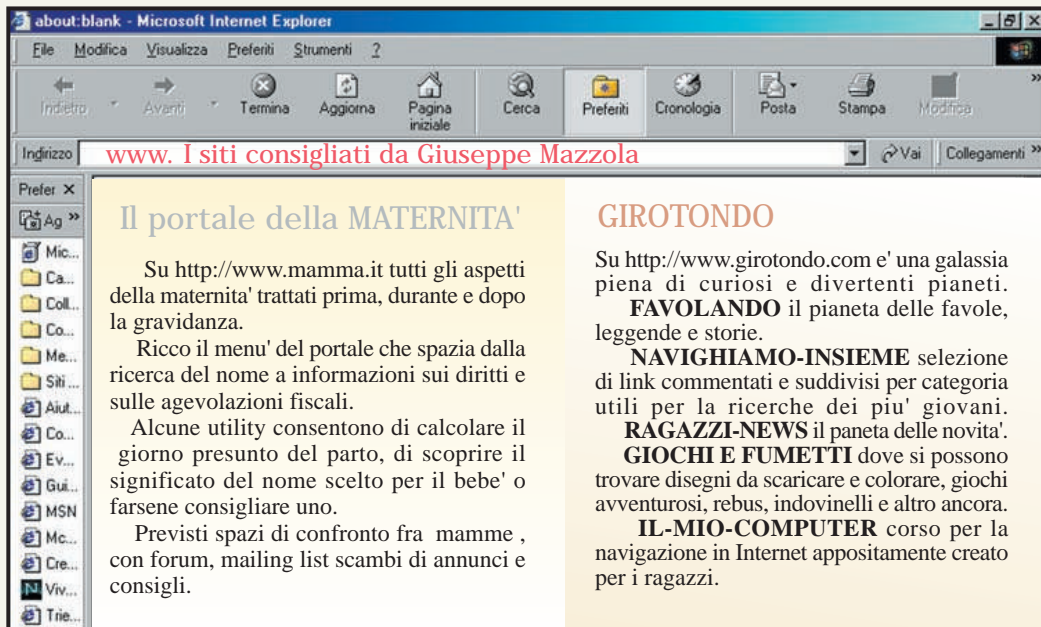 about:blank - Microsoft Internet Explorer
File Modifica Visualizza Preferiti Strumenti ?
Indietro Avanti Termina Aggiorna Pagina iniziale Cerca Preferiti Cronologia Posta Stampa Modifica »
Indirizzo www. I siti consigliati da Giuseppe Mazzola Vai Collegamenti »
Prefer ×
Ag »
Mic...
Ca...
Coll...
Co...
Me...
Siti ...
Aiut...
Co...
Ev...
Gui...
MSN
Mc...
Cre...
Viv...
Trie...
Il portale della MATERNITA'
Su http://www.mamma.it tutti gli aspetti
della maternita' trattati prima, durante e dopo
la gravidanza.
Ricco il menu' del portale che spazia dalla
ricerca del nome a informazioni sui diritti e
sulle agevolazioni fiscali.
Alcune utility consentono di calcolare il
giorno presunto del parto, di scoprire il
significato del nome scelto per il bebe' o
farsene consigliare uno.
Previsti spazi di confronto fra mamme ,
con forum, mailing list scambi di annunci e
consigli.
GIROTONDO
Su http://www.girotondo.com e' una galassia
piena di curiosi e divertenti pianeti.
FAVOLANDO il pianeta delle favole,
leggende e storie.
NAVIGHIAMO-INSIEME selezione
di link commentati e suddivisi per categoria
utili per la ricerche dei piu' giovani.
RAGAZZI-NEWS il paneta delle novita'.
GIOCHI E FUMETTI dove si possono
trovare disegni da scaricare e colorare, giochi
avventurosi, rebus, indovinelli e altro ancora.
IL-MIO-COMPUTER corso per la
navigazione in Internet appositamente creato
per i ragazzi.